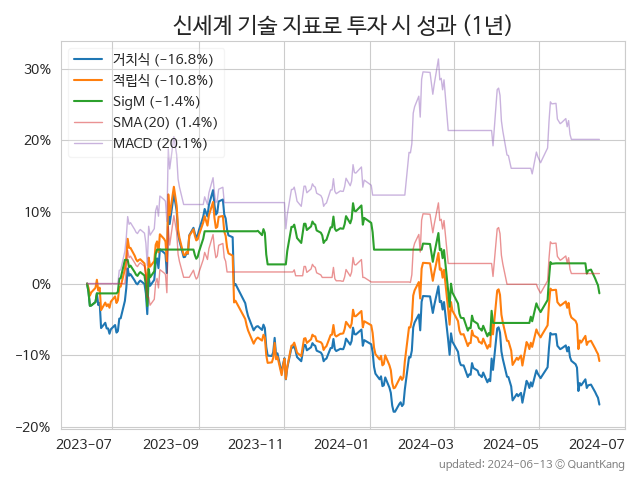 신세계 기술 지표로 투자 시 성과 (1년)
거치식 (−16.8%)
적립식 (−10.8%)
SigM (−1.4%)
SMA(20) (1.4%)
MACD (20.1%)
30%
20%
10%
0%
−10%
−20%
2023−07 2023−09 2023−11 2024−01 2024−03 2024−05 2024−07
updated: 2024-06-13 ⓒ QuantKang